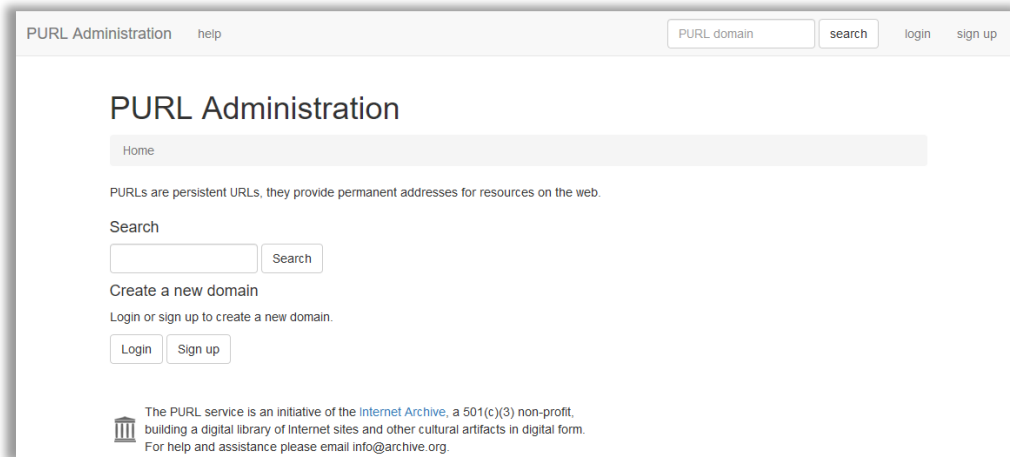 PURL Administration help PURL domain search login sign up
PURL Administration
Home
PURLs are persistent URLs, they provide permanent addresses for resources on the web.
Search
Search
Create a new domain
Login or sign up to create a new domain.
Login Sign up
The PURL service is an initiative of the Internet Archive, a 501(c)(3) non-profit,
building a digital library of Internet sites and other cultural artifacts in digital form.
For help and assistance please email info@archive.org.